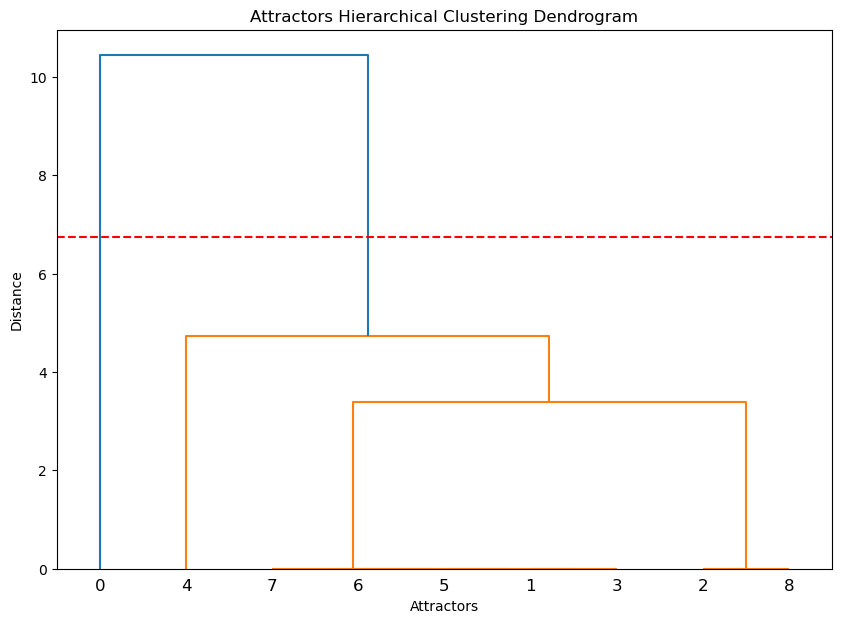 Attractors Hierarchical Clustering Dendrogram
10
8
6
4
2
0
Distance
0 4 7 6 5 1 3 2 8
Attractors